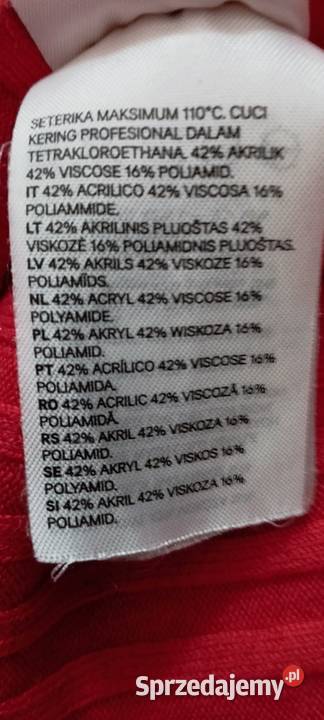 SETERIKA MAKSIMUM 110°C. CUCI
KERING PROFESIONAL DALAM
TETRAKLOROETHANA. 42% AKRILIK
42% VISCOSE 16% POLIAMID.
IT 42% ACRILICO 42% VISCOSA 16%
POLIAMMIDE.
LT 42% AKRILINIS PLUOŠTAS 42%
VISKOZĖ 16% POLIAMIDNIS PLUOŠTAS.
LV 42% AKRILS 42% VISKOZE 16%
POLIAMĪDS.
NL 42% ACRYL 42% VISCOSE 16%
POLYAMIDE.
PL 42% AKRYL 42% WISKOZA 16%
POLIAMID.
PT 42% ACRÍLICO 42% VISCOSE 16%
POLIAMIDA.
RO 42% ACRILIC 42% VISCOZĂ 16%
POLIAMIDĂ.
RS 42% AKRIL 42% VISKOZA 16%
POLIAMID.
SE 42% AKRYL 42% VISKOS 16%
POLYAMID.
SI 42% AKRIL 42% VISKOZA 16%
POLIAMID.
Sprzedajemy.pl